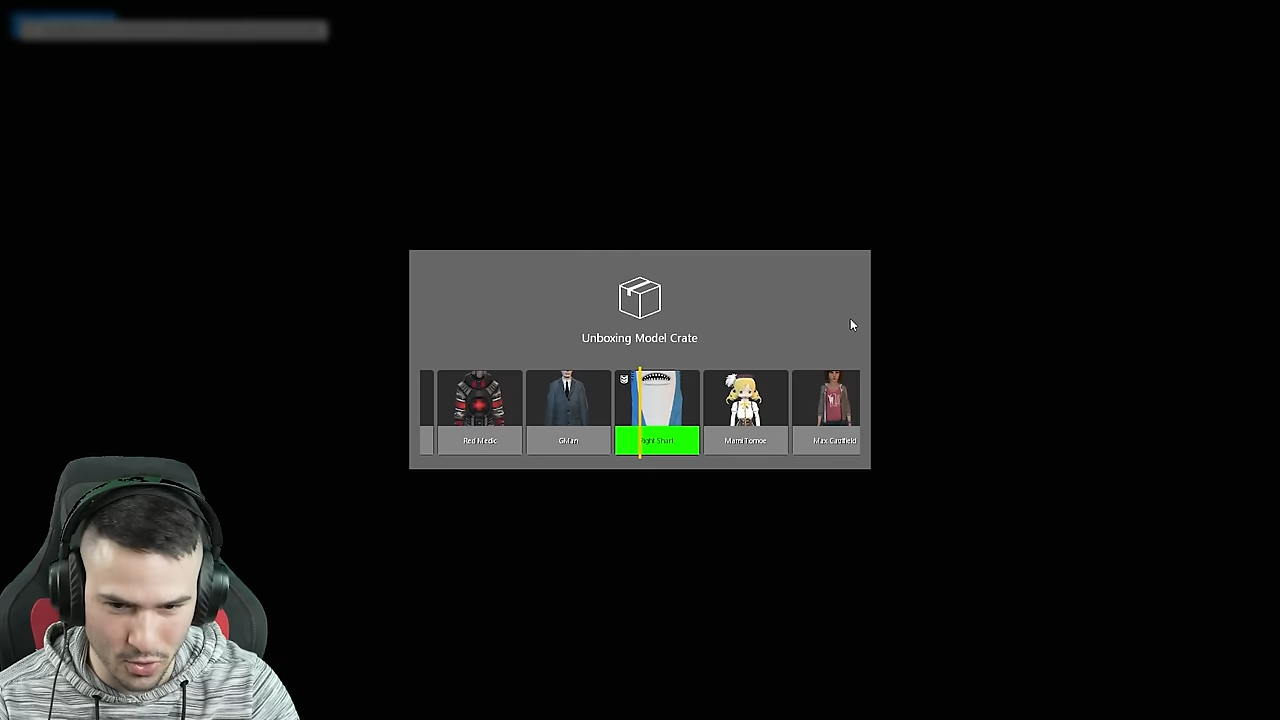 Unboxing Model Crate
Red Medic
GMan
Mami Tomoe
Max Caulfield